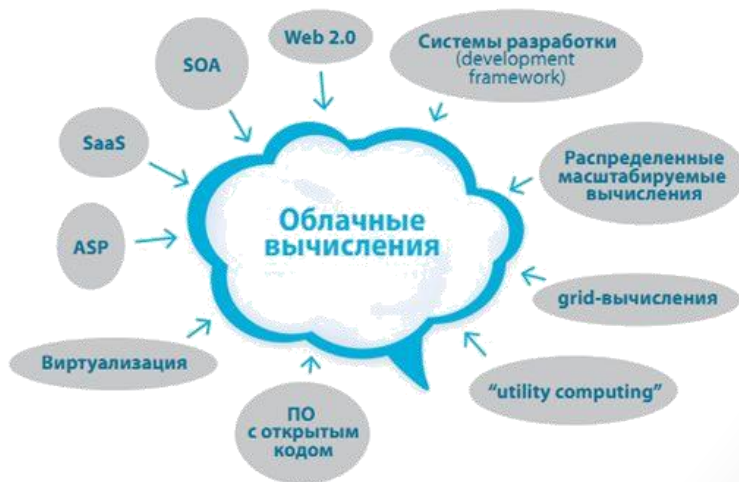 Web 2.0
Системы разработки
(development
framework)
SOA
SaaS
Распределенные
масштабируемые
вычисления
Облачные
вычисления
ASP
grid-вычисления
Виртуализация
“utility computing”
ПО
с открытым
кодом